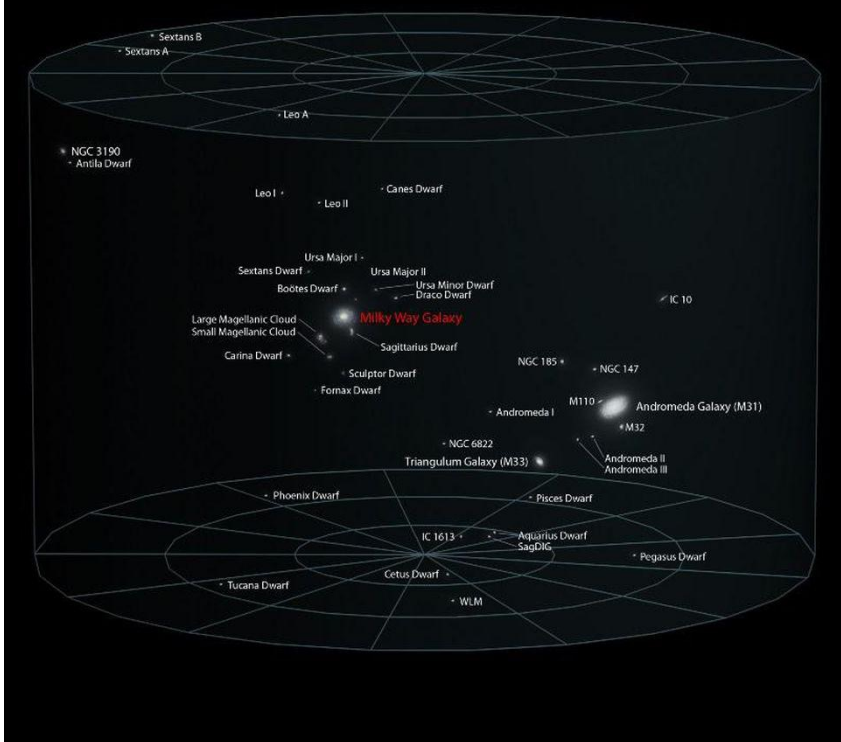 Sextans B
Sextans A
Leo A
NGC 3190
Antila Dwarf
Canes Dwarf
Leo I
Leo II
Ursa Major I
Sextans Dwarf
Ursa Major II
Boötes Dwarf
Ursa Minor Dwarf
Draco Dwarf
IC 10
Milky Way Galaxy
Large Magellanic Cloud
Small Magellanic Cloud
Sagittarius Dwarf
Carina Dwarf
NGC 185
NGC 147
Sculptor Dwarf
Fornax Dwarf
M110
Andromeda Galaxy (M31)
Andromeda I
M32
NGC 6822
Andromeda II
Triangulum Galaxy (M33)
Andromeda III
Phoenix Dwarf
Pisces Dwarf
IC 1613
Aquarius Dwarf
SagDIG
Pegasus Dwarf
Cetus Dwarf
Tucana Dwarf
WLM